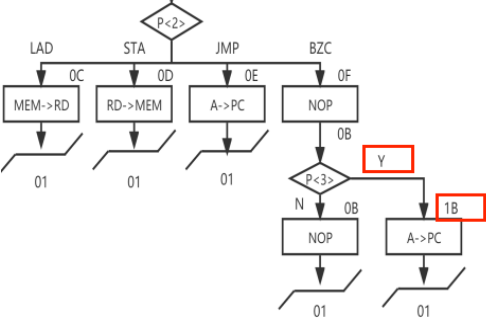 P<2>
LAD STA JMP BZC
0C 0D 0E 0F
MEM->RD RD->MEM A->PC NOP
0B
Y
P<3>
01 01 01
N 0B 1B
NOP A->PC
01 01